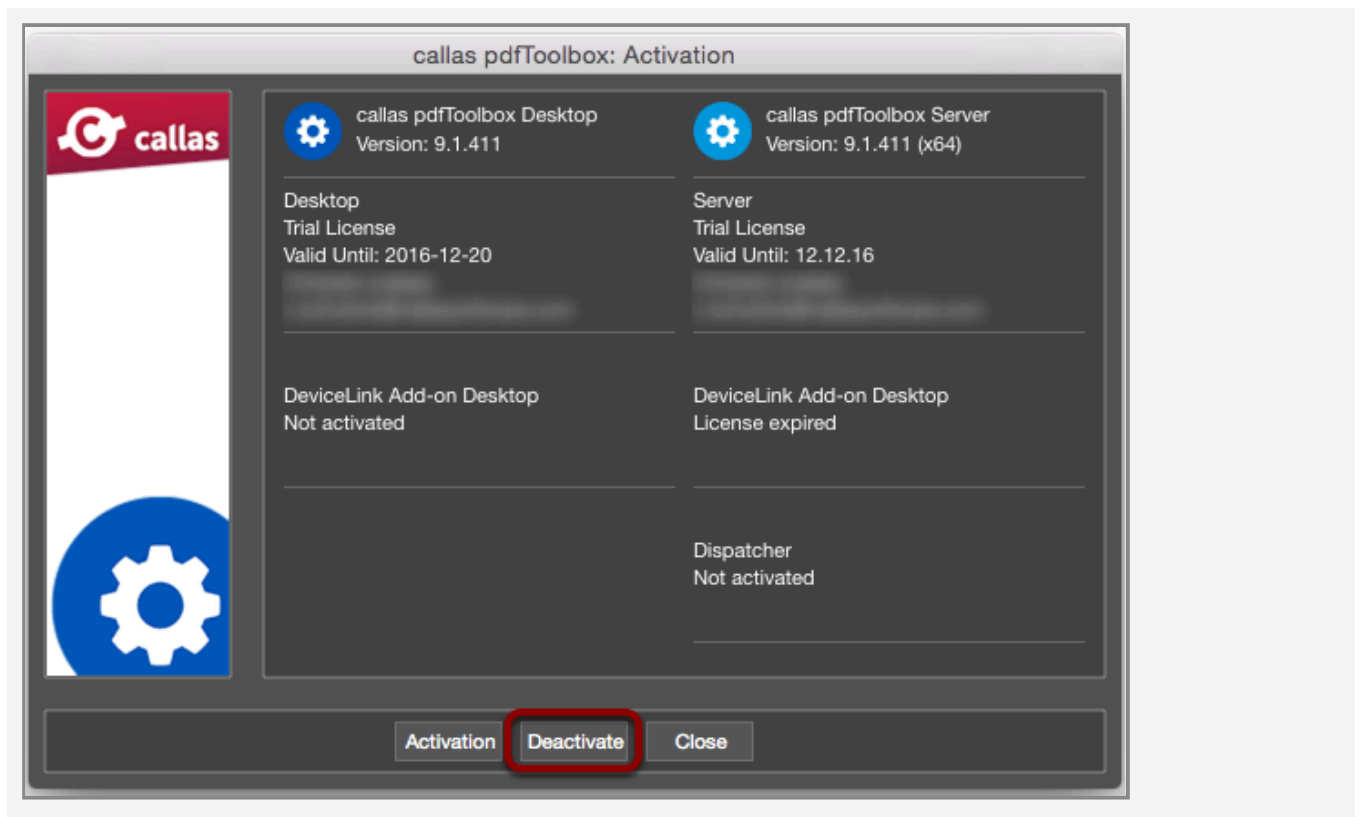 callas pdfToolbox: Activation
callas
callas pdfToolbox Desktop
Version: 9.1.411
Desktop
Trial License
Valid Until: 2016-12-20
DeviceLink Add-on Desktop
Not activated
callas pdfToolbox Server
Version: 9.1.411 (x64)
Server
Trial License
Valid Until: 12.12.16
DeviceLink Add-on Desktop
License expired
Dispatcher
Not activated
Activation Deactivate Close